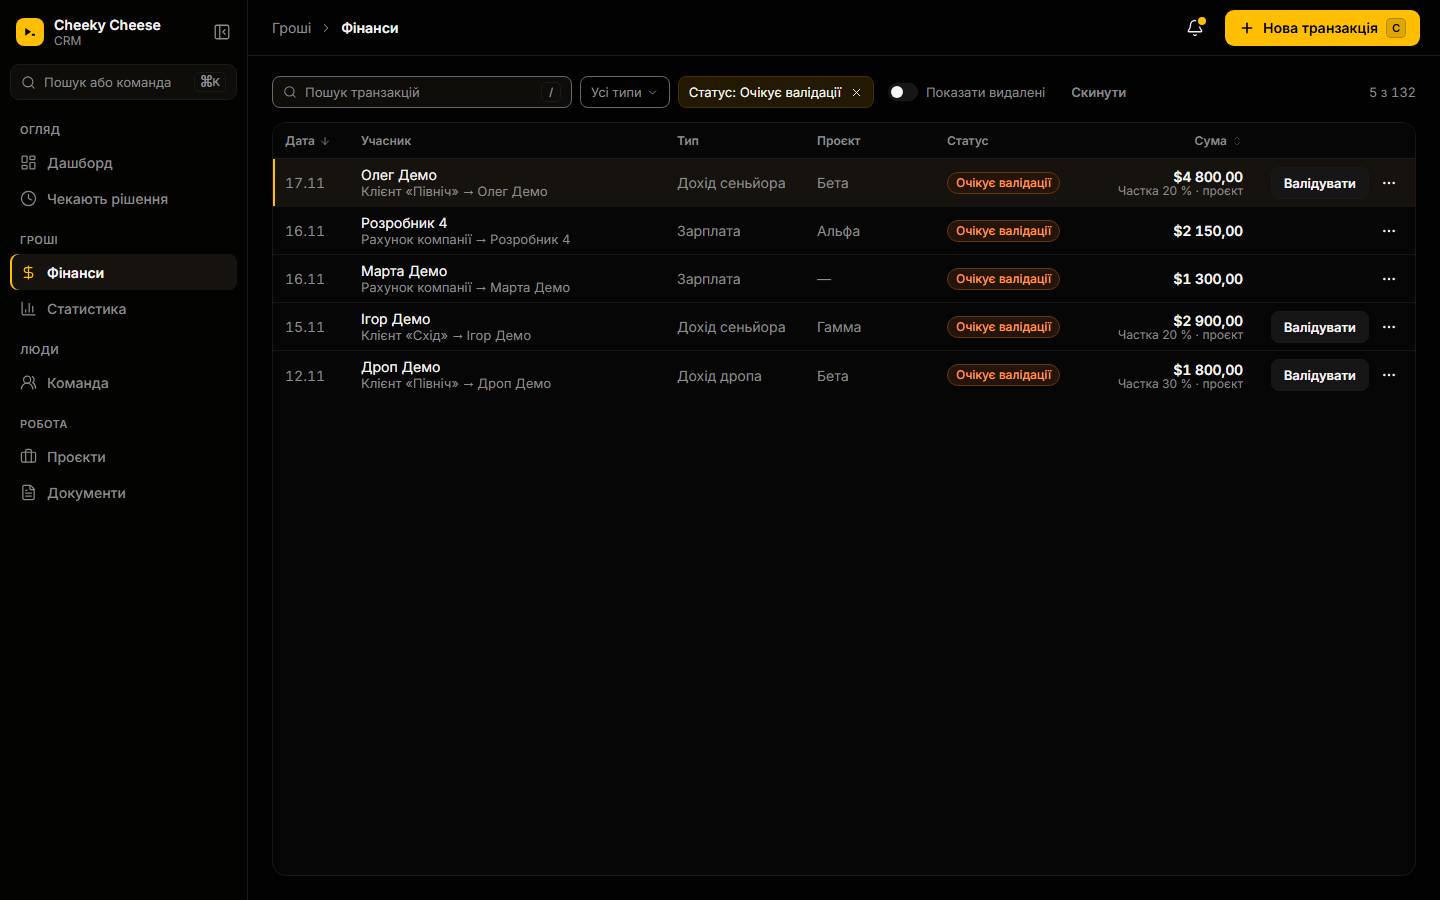 Cheeky Cheese
CRM
Пошук або команда ⌘K
ОГЛЯД
Дашборд
Чекають рішення
ГРОШІ
Фінанси
Статистика
ЛЮДИ
Команда
РОБОТА
Проєкти
Документи
Гроші > Фінанси
Нова транзакція C
Пошук транзакцій /
Усі типи
Статус: Очікує валідації ×
Показати видалені
Скинути
5 з 132
Дата ↓ Учасник Тип Проєкт Статус Сума
17.11 Олег Демо Дохід сеньйора Бета Очікує валідації $4 800,00 Валідувати
Клієнт «Північ» → Олег Демо Частка 20 % · проєкт
16.11 Розробник 4 Зарплата Альфа Очікує валідації $2 150,00
Рахунок компанії → Розробник 4
16.11 Марта Демо Зарплата — Очікує валідації $1 300,00
Рахунок компанії → Марта Демо
15.11 Ігор Демо Дохід сеньйора Гамма Очікує валідації $2 900,00 Валідувати
Клієнт «Схід» → Ігор Демо Частка 20 % · проєкт
12.11 Дроп Демо Дохід дропа Бета Очікує валідації $1 800,00 Валідувати
Клієнт «Північ» → Дроп Демо Частка 30 % · проєкт